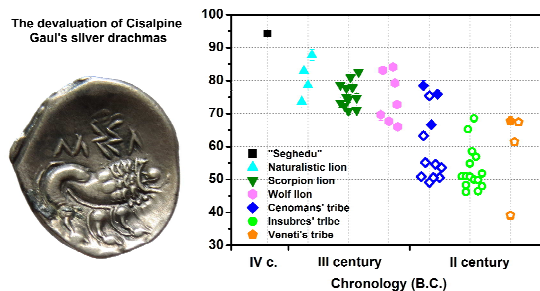 The devaluation of Cisalpine
Gaul's silver drachmas
100
90
80
70
60
50
40
30
"Seghedu"
Naturalistic lion
Scorpion lion
Wolf lion
Cenomans' tribe
Insubres' tribe
Veneti's tribe
IV c.
III century
II century
Chronology (B.C.)